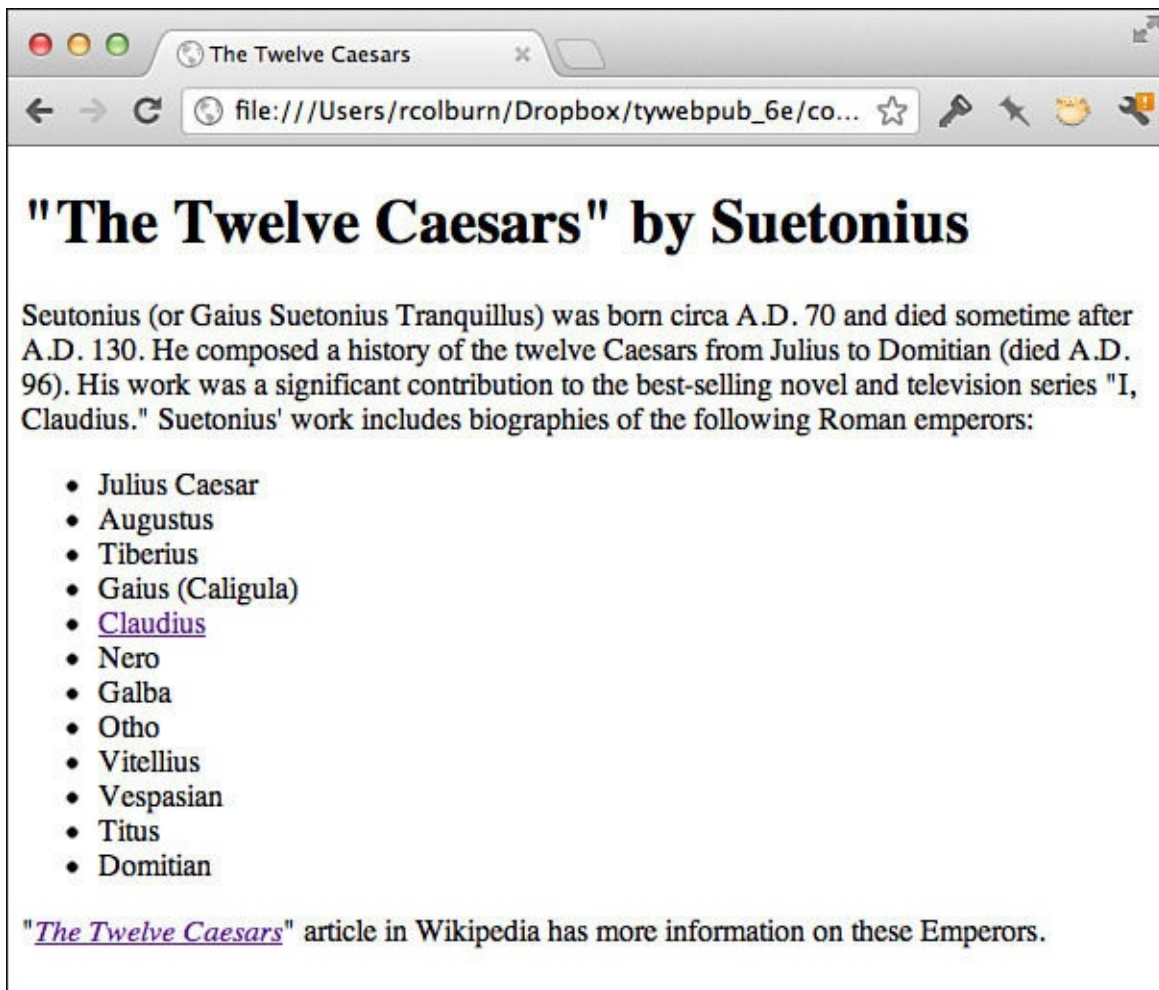 The Twelve Caesars
file:///Users/rcolburn/Dropbox/tywebpub_6e/co...
"The Twelve Caesars" by Suetonius
Seutonius (or Gaius Suetonius Tranquillus) was born circa A.D. 70 and died sometime after
A.D. 130. He composed a history of the twelve Caesars from Julius to Domitian (died A.D.
96). His work was a significant contribution to the best-selling novel and television series "I,
Claudius." Suetonius' work includes biographies of the following Roman emperors:
• Julius Caesar
• Augustus
• Tiberius
• Gaius (Caligula)
• Claudius
• Nero
• Galba
• Otho
• Vitellius
• Vespasian
• Titus
• Domitian
"The Twelve Caesars" article in Wikipedia has more information on these Emperors.